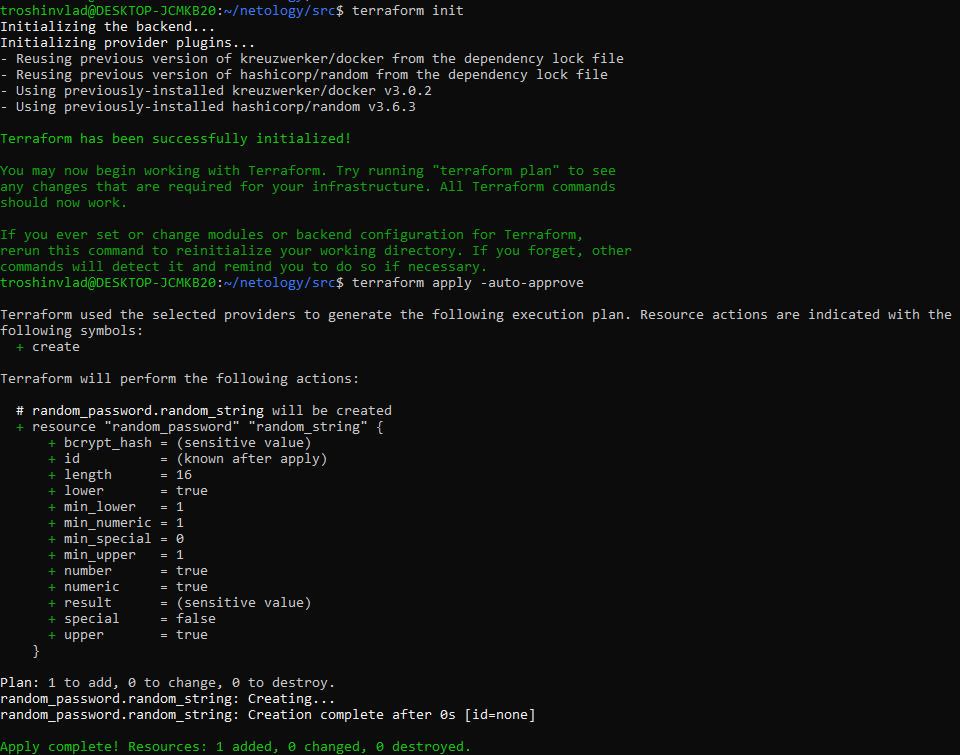 troshinvlad@DESKTOP-JCMKB20:~/netology/src$ terraform init
Initializing the backend...
Initializing provider plugins...
- Reusing previous version of kreuzwerker/docker from the dependency lock file
- Reusing previous version of hashicorp/random from the dependency lock file
- Using previously-installed kreuzwerker/docker v3.0.2
- Using previously-installed hashicorp/random v3.6.3

Terraform has been successfully initialized!

You may now begin working with Terraform. Try running "terraform plan" to see
any changes that are required for your infrastructure. All Terraform commands
should now work.

If you ever set or change modules or backend configuration for Terraform,
rerun this command to reinitialize your working directory. If you forget, other
commands will detect it and remind you to do so if necessary.
troshinvlad@DESKTOP-JCMKB20:~/netology/src$ terraform apply -auto-approve

Terraform used the selected providers to generate the following execution plan. Resource actions are indicated with the
following symbols:
  + create

Terraform will perform the following actions:

  # random_password.random_string will be created
  + resource "random_password" "random_string" {
      + bcrypt_hash = (sensitive value)
      + id          = (known after apply)
      + length      = 16
      + lower       = true
      + min_lower   = 1
      + min_numeric = 1
      + min_special = 0
      + min_upper   = 1
      + number      = true
      + numeric     = true
      + result      = (sensitive value)
      + special     = false
      + upper       = true
    }

Plan: 1 to add, 0 to change, 0 to destroy.
random_password.random_string: Creating...
random_password.random_string: Creation complete after 0s [id=none]

Apply complete! Resources: 1 added, 0 changed, 0 destroyed.